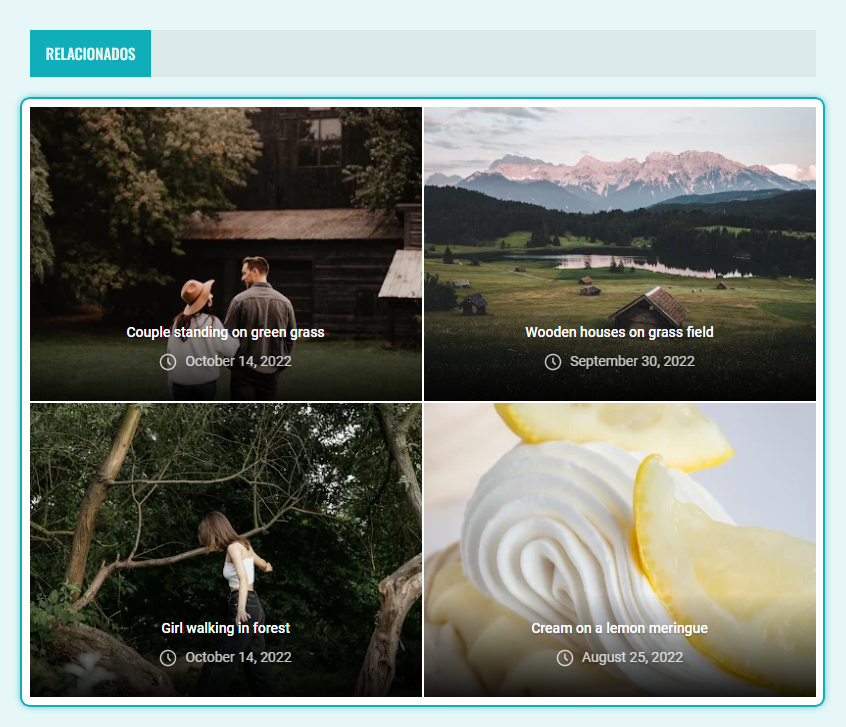 RELACIONADOS
Couple standing on green grass
October 14, 2022
Wooden houses on grass field
September 30, 2022
Girl walking in forest
October 14, 2022
Cream on a lemon meringue
August 25, 2022